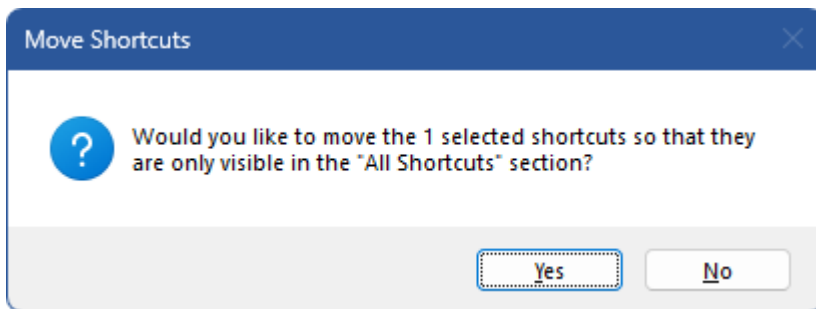 Move Shortcuts
?
Would you like to move the 1 selected shortcuts so that they
are only visible in the "All Shortcuts" section?
Yes
No